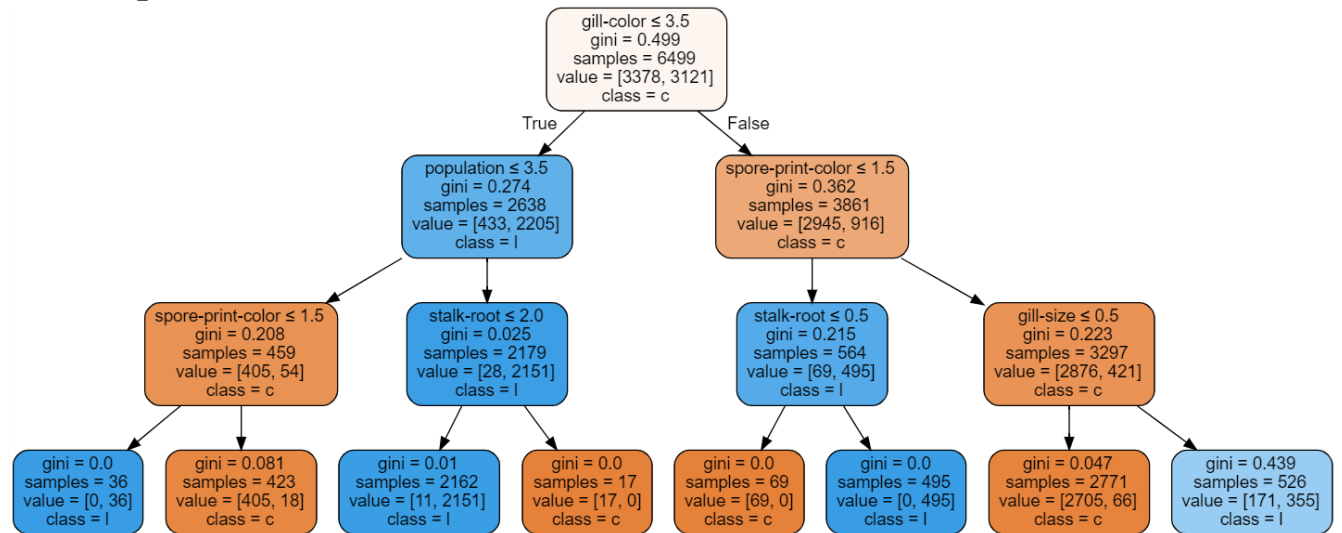 gill-color ≤ 3.5
gini = 0.499
samples = 6499
value = [3378, 3121]
class = c
True
False
population ≤ 3.5
gini = 0.274
samples = 2638
value = [433, 2205]
class = l
spore-print-color ≤ 1.5
gini = 0.362
samples = 3861
value = [2945, 916]
class = c
spore-print-color ≤ 1.5
gini = 0.208
samples = 459
value = [405, 54]
class = c
stalk-root ≤ 2.0
gini = 0.025
samples = 2179
value = [28, 2151]
class = l
stalk-root ≤ 0.5
gini = 0.215
samples = 564
value = [69, 495]
class = l
gill-size ≤ 0.5
gini = 0.223
samples = 3297
value = [2876, 421]
class = c
gini = 0.0
samples = 36
value = [0, 36]
class = l
gini = 0.081
samples = 423
value = [405, 18]
class = c
gini = 0.01
samples = 2162
value = [11, 2151]
class = l
gini = 0.0
samples = 17
value = [17, 0]
class = c
gini = 0.0
samples = 69
value = [69, 0]
class = c
gini = 0.0
samples = 495
value = [0, 495]
class = l
gini = 0.047
samples = 2771
value = [2705, 66]
class = c
gini = 0.439
samples = 526
value = [171, 355]
class = l